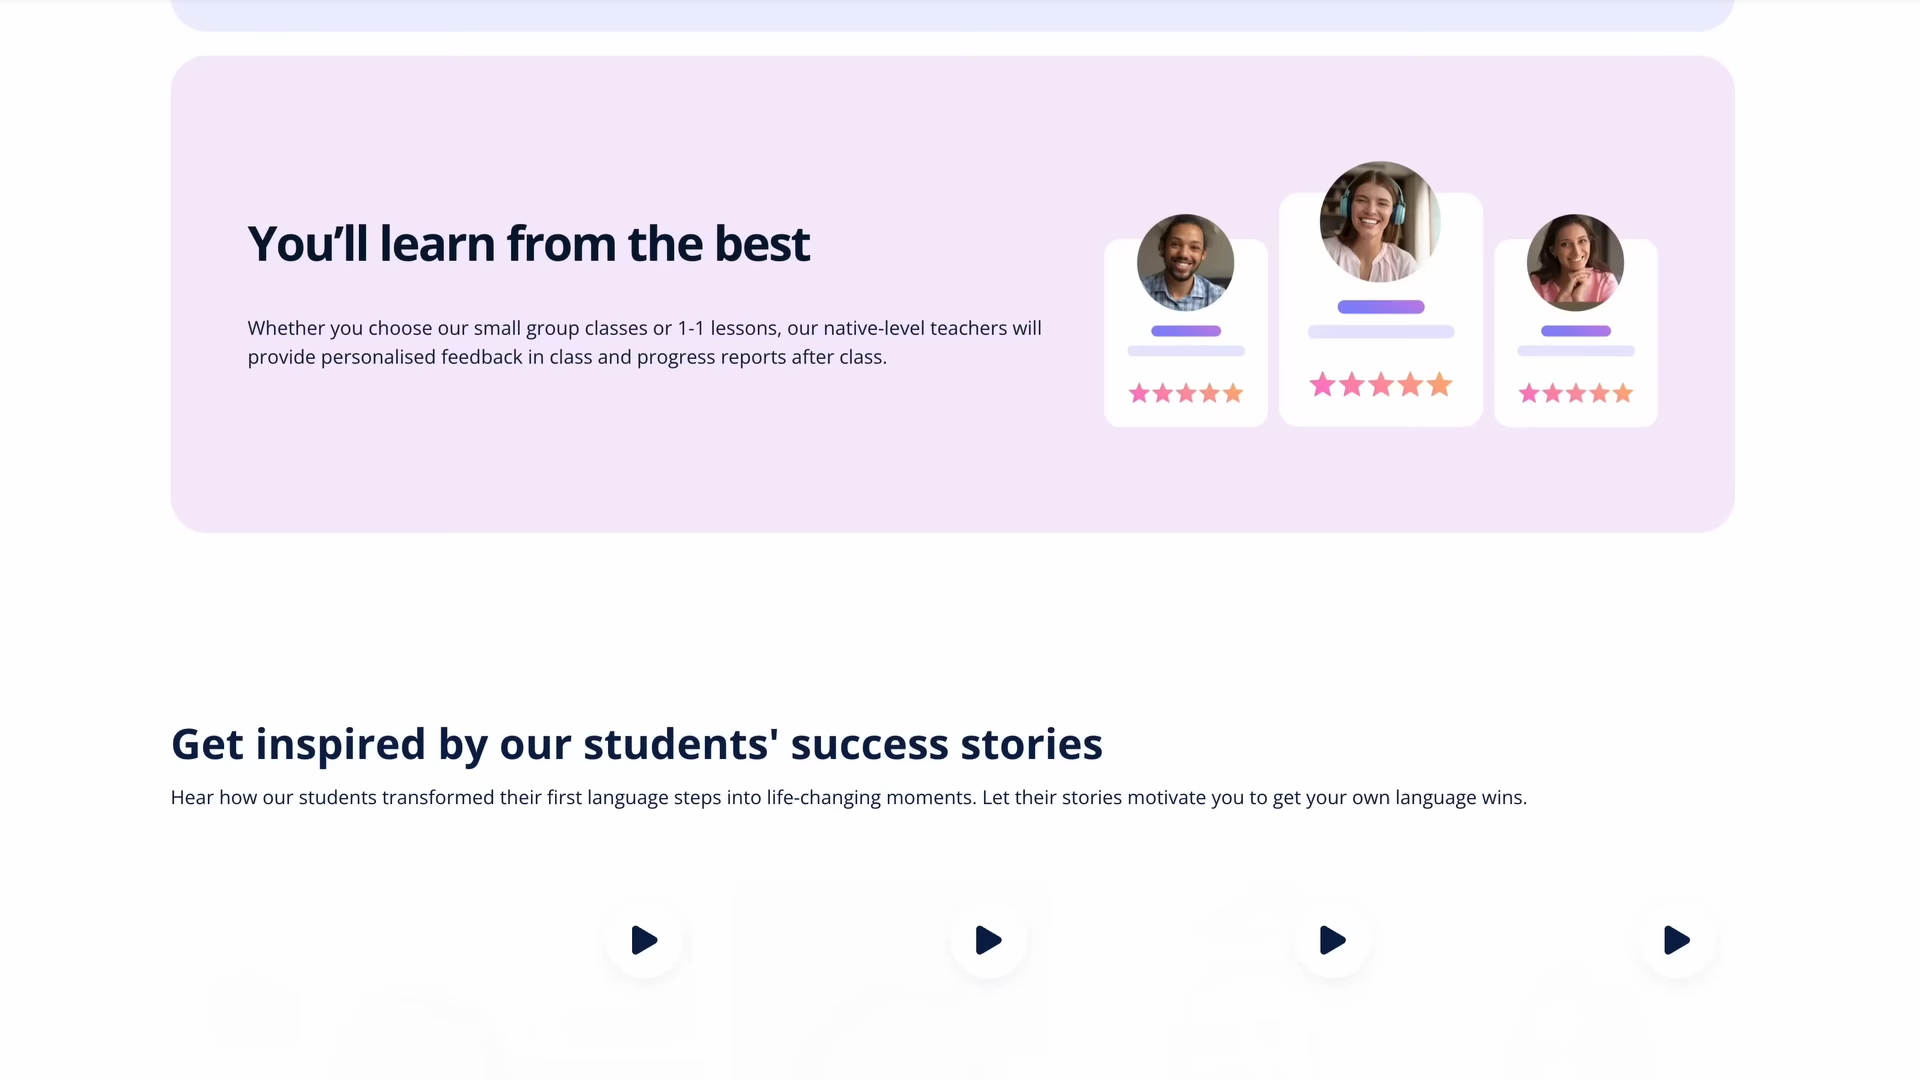 You’ll learn from the best
Whether you choose our small group classes or 1-1 lessons, our native-level teachers will
provide personalised feedback in class and progress reports after class.
Get inspired by our students' success stories
Hear how our students transformed their first language steps into life-changing moments. Let their stories motivate you to get your own language wins.